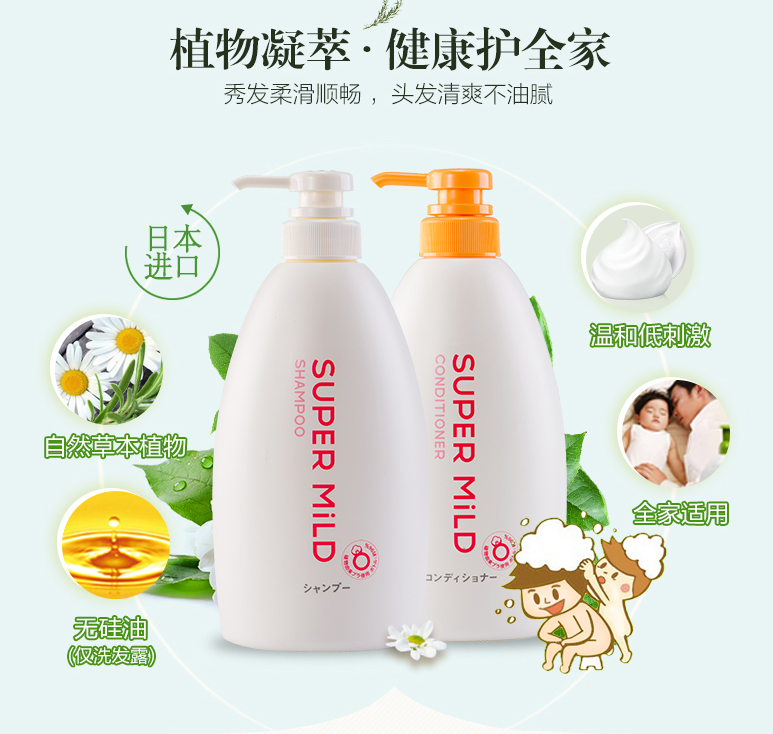 植物凝萃·健康护全家
秀发柔滑顺畅，头发清爽不油腻
日本
进口
温和低刺激
自然草本植物
全家适用
无硅油
(仅洗发露)
SUPER MiLD
SHAMPOO
シャンプー
SUPER MiLD
CONDITIONER
コンディショナー